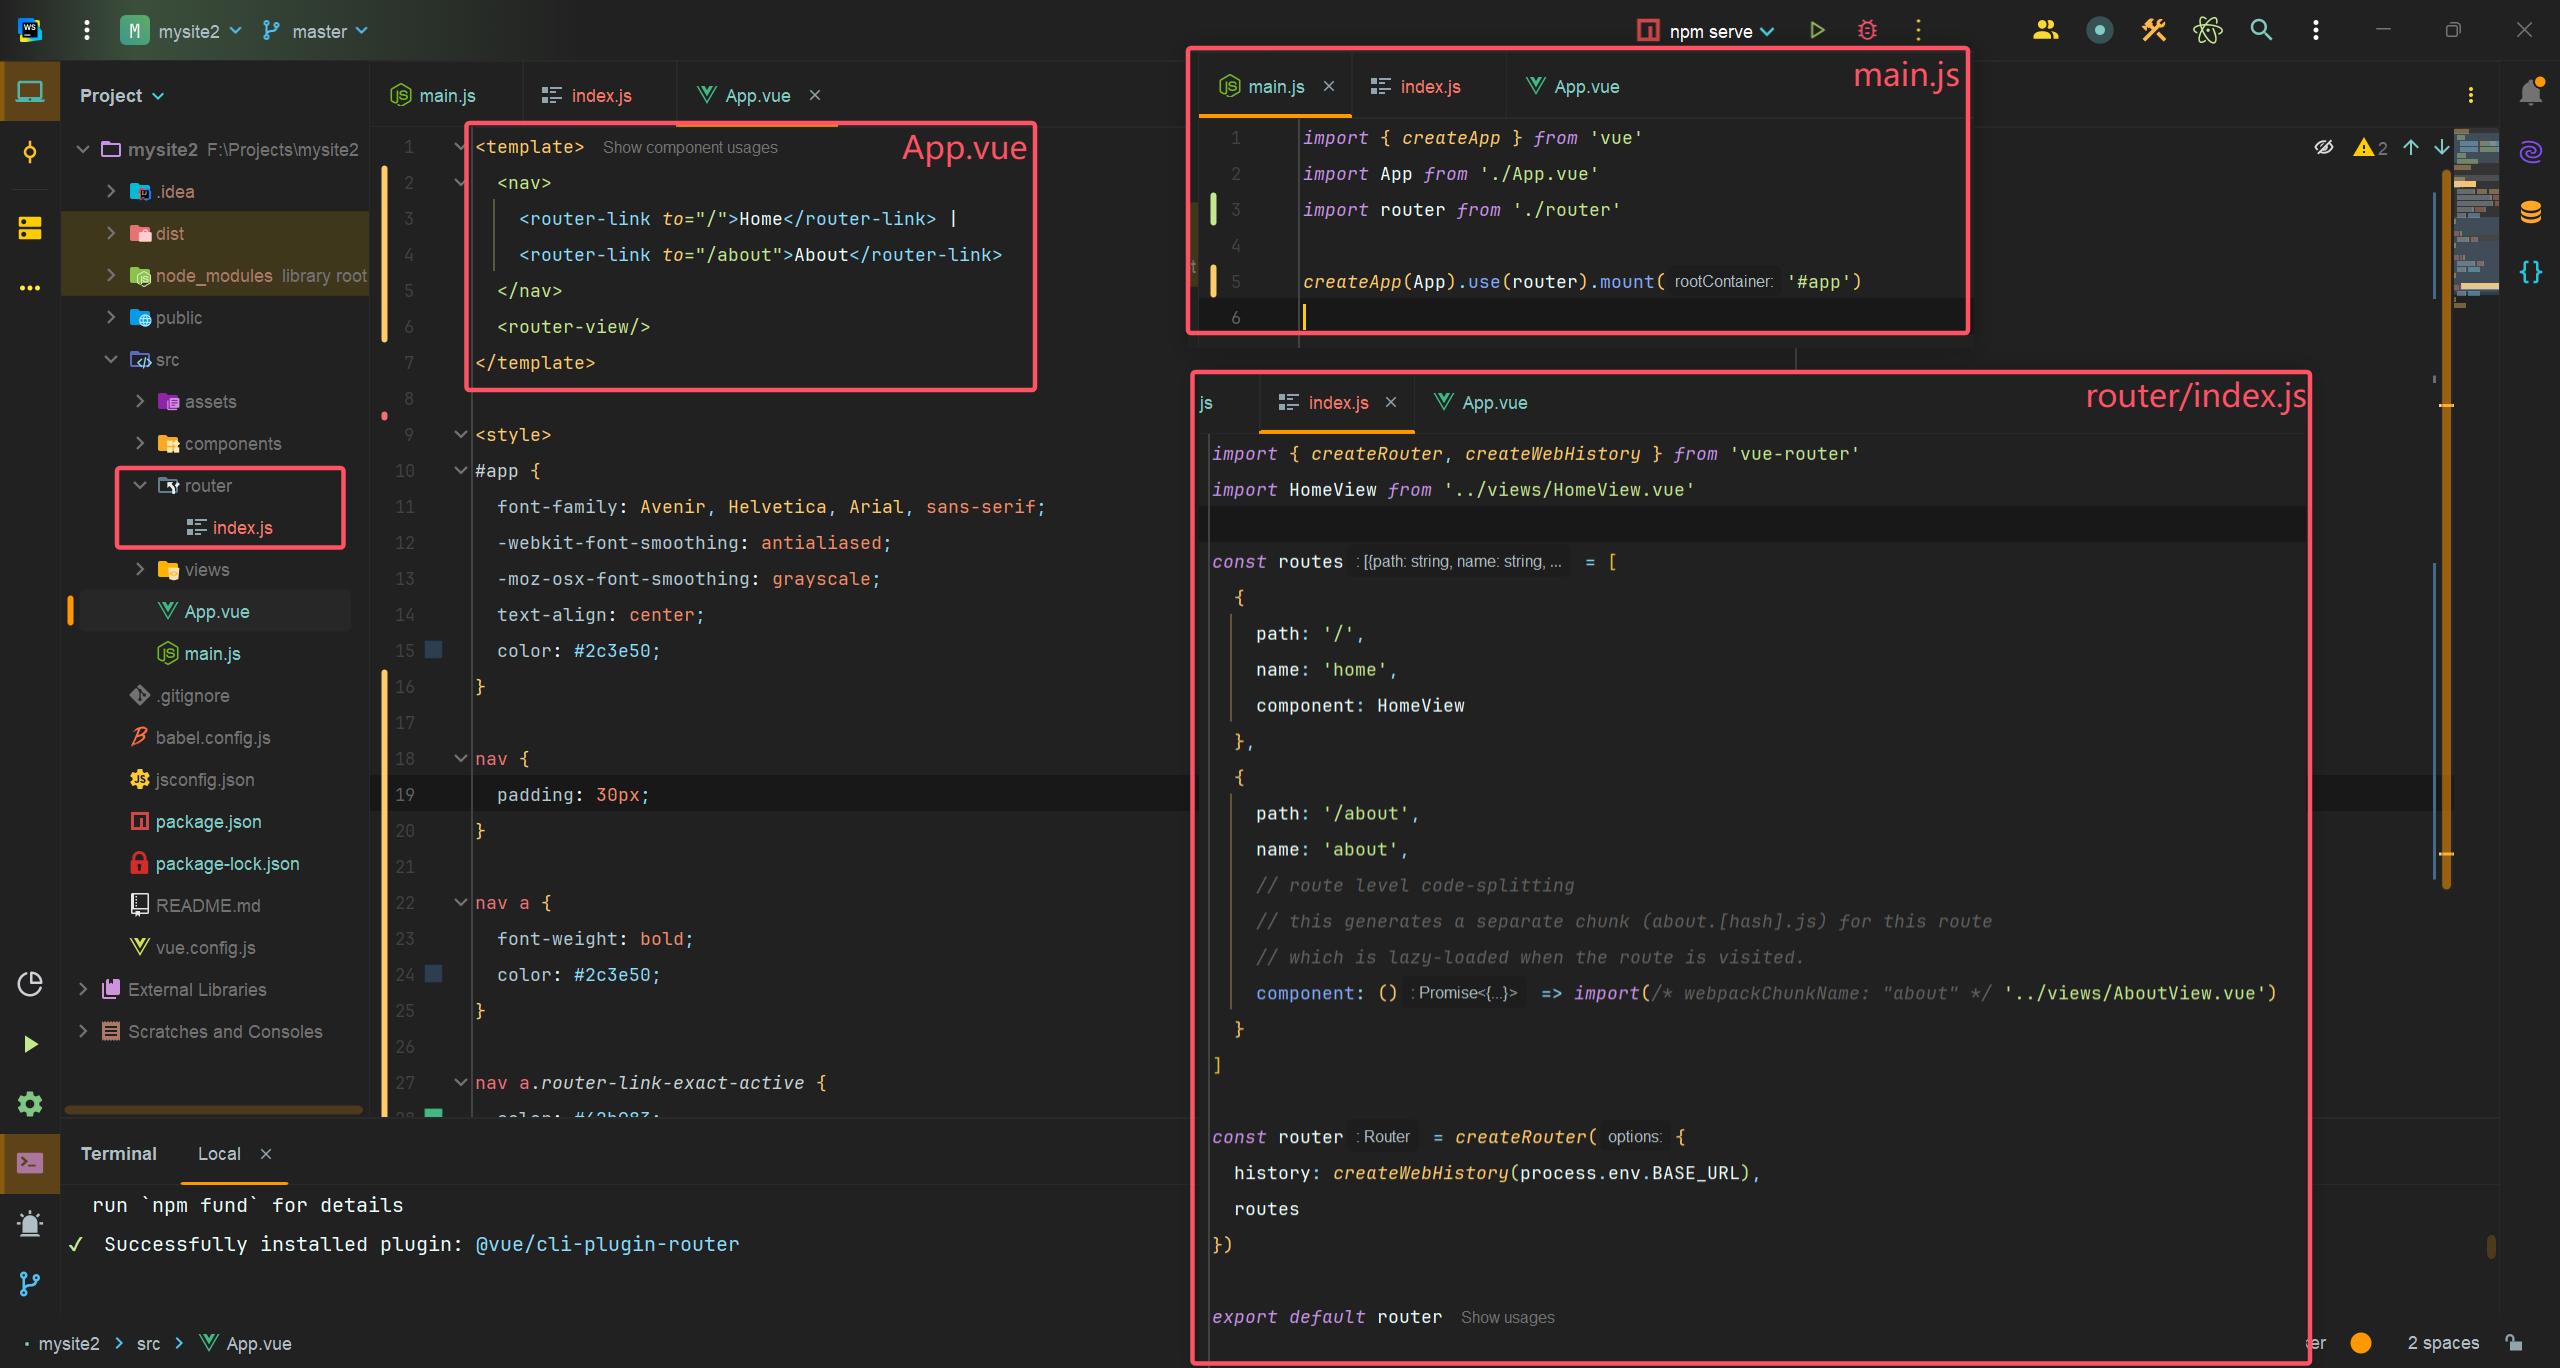 M mysite2 master npm serve
Project
mysite2 F:\Projects\mysite2
.idea
dist
node_modules library root
public
src
assets
components
router
index.js
views
App.vue
main.js
.gitignore
babel.config.js
jsconfig.json
package.json
package-lock.json
README.md
vue.config.js
External Libraries
Scratches and Consoles
main.js index.js App.vue
App.vue
1 <template> Show component usages
2 <nav>
3 <router-link to="/">Home</router-link> |
4 <router-link to="/about">About</router-link>
5 </nav>
6 <router-view/>
7 </template>
8
9 <style>
10 #app {
11 font-family: Avenir, Helvetica, Arial, sans-serif;
12 -webkit-font-smoothing: antialiased;
13 -moz-osx-font-smoothing: grayscale;
14 text-align: center;
15 color: #2c3e50;
16 }
17
18 nav {
19 padding: 30px;
20 }
21
22 nav a {
23 font-weight: bold;
24 color: #2c3e50;
25 }
26
27 nav a.router-link-exact-active {
2
main.js index.js App.vue
main.js
1 import { createApp } from 'vue'
2 import App from './App.vue'
3 import router from './router'
4
5 createApp(App).use(router).mount( rootContainer: '#app')
6
js index.js App.vue
router/index.js
import { createRouter, createWebHistory } from 'vue-router'
import HomeView from '../views/HomeView.vue'
const routes : [{path: string, name: string, ... = [
{
path: '/',
name: 'home',
component: HomeView
},
{
path: '/about',
name: 'about',
// route level code-splitting
// this generates a separate chunk (about.[hash].js) for this route
// which is lazy-loaded when the route is visited.
component: () : Promise<{...}> => import(/* webpackChunkName: "about" */ '../views/AboutView.vue')
}
]
const router : Router = createRouter( options: {
history: createWebHistory(process.env.BASE_URL),
routes
})
export default router Show usages
Terminal Local
run `npm fund` for details
✓ Successfully installed plugin: @vue/cli-plugin-router
mysite2 > src > App.vue
2 spaces